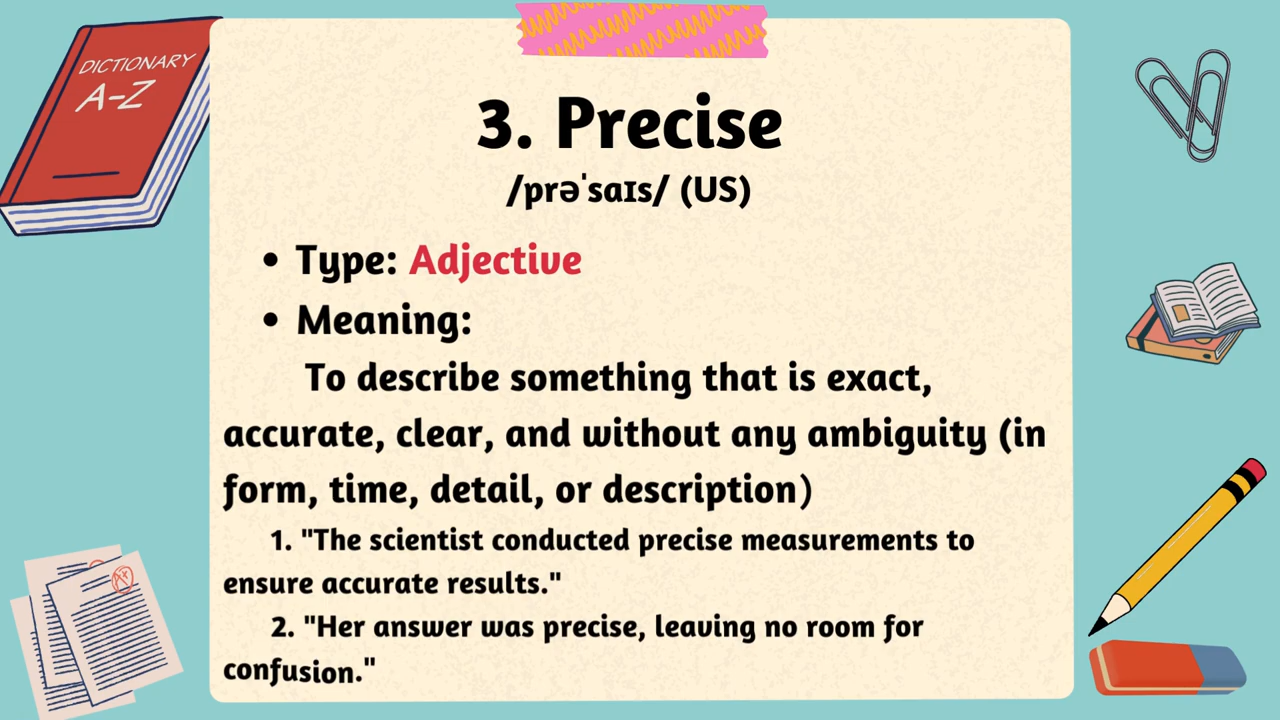 DICTIONARY
A-Z
3. Precise
/prəˈsaɪs/ (US)
• Type: Adjective
• Meaning:
To describe something that is exact,
accurate, clear, and without any ambiguity (in
form, time, detail, or description)
1. "The scientist conducted precise measurements to
ensure accurate results."
2. "Her answer was precise, leaving no room for
confusion."
A+